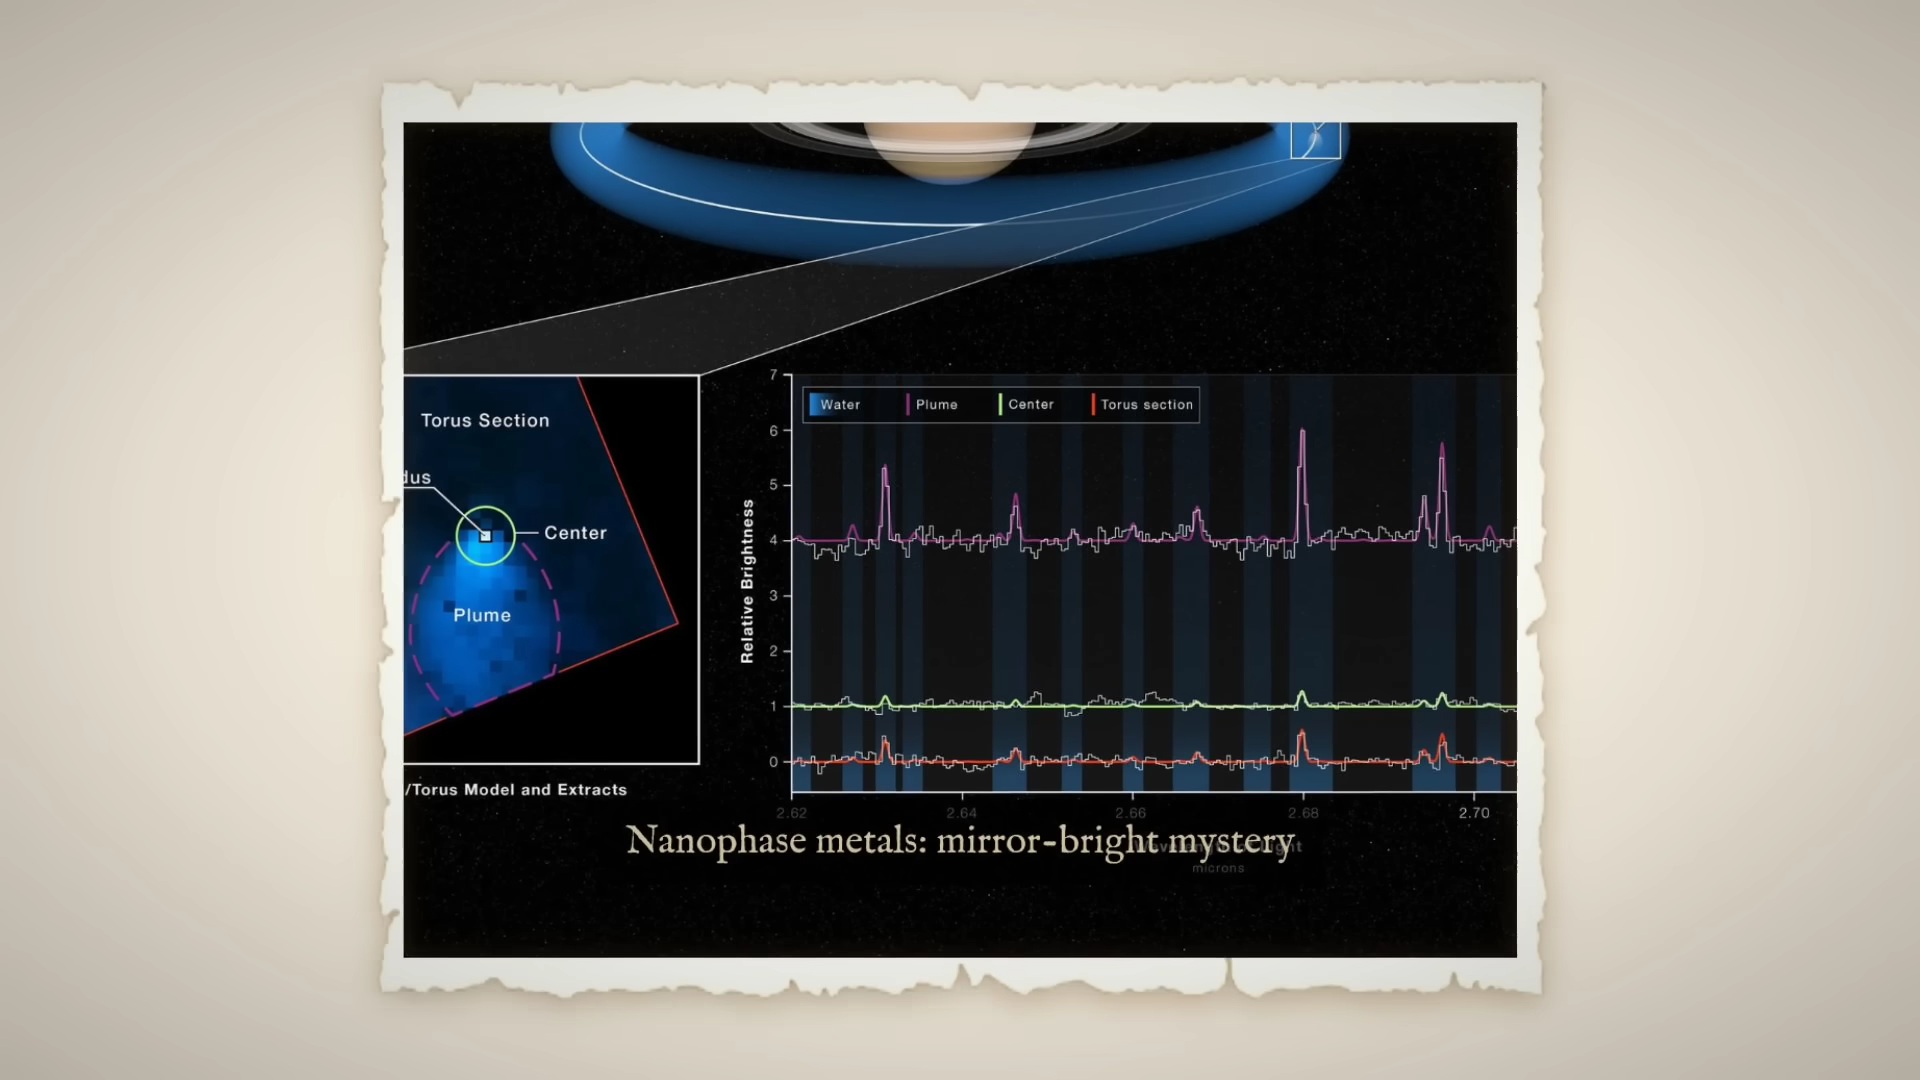 Torus Section
dus
Center
Plume
/Torus Model and Extracts
Relative Brightness
7
6
5
4
3
2
1
0
Water
Plume
Center
Torus section
2.62
2.64
2.66
2.68
2.70
Nanophase metals: mirror-bright mystery
microns